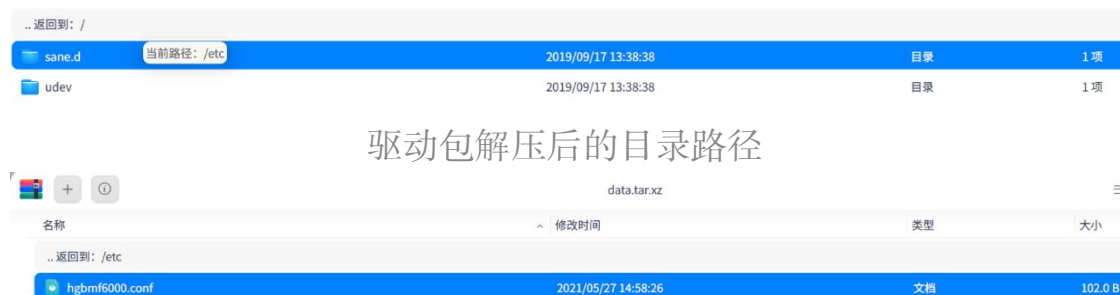 .. 返回到：/
sane.d 2019/09/17 13:38:38 目录 1 项
当前路径：/etc
udev 2019/09/17 13:38:38 目录 1 项
驱动包解压后的目录路径
data.tar.xz
名称 修改时间 类型 大小
.. 返回到：/etc
hgbmf6000.conf 2021/05/27 14:58:26 文档 102.0 B